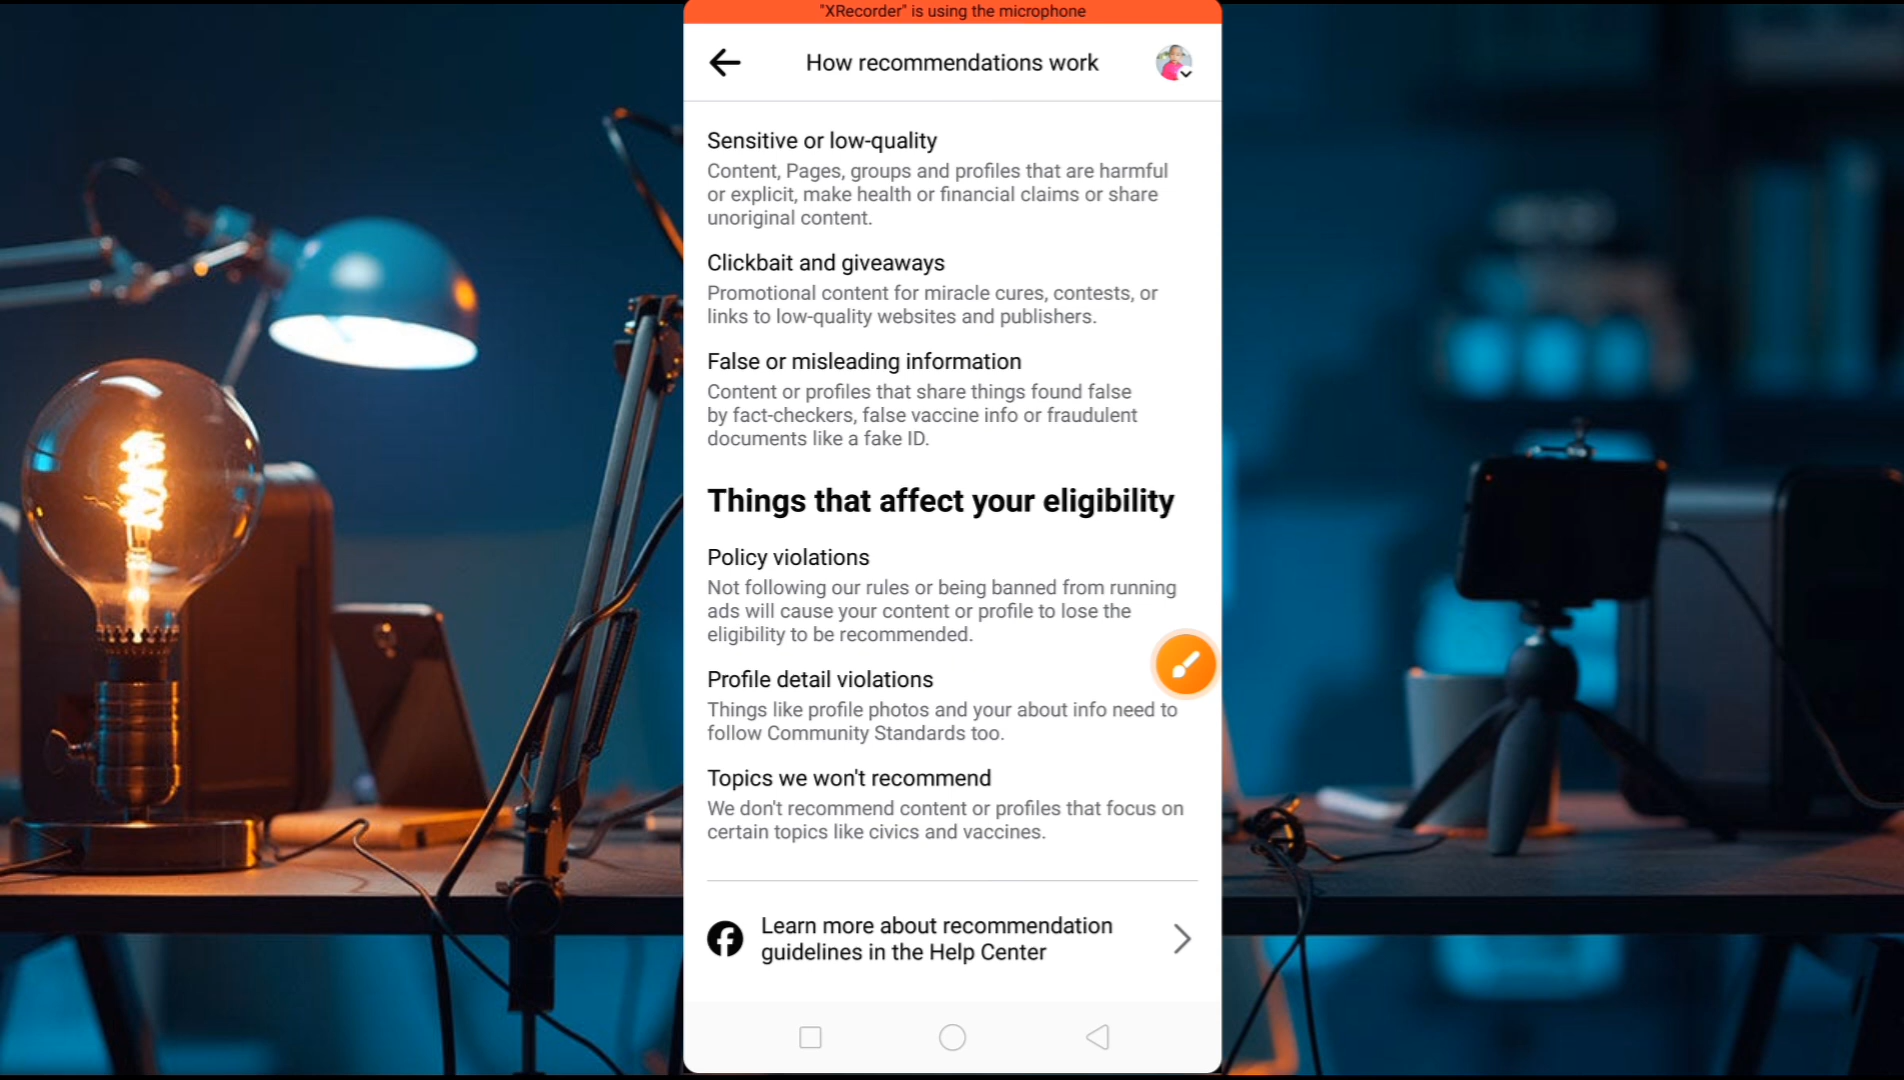 "XRecorder" is using the microphone
How recommendations work
Sensitive or low-quality
Content, Pages, groups and profiles that are harmful
or explicit, make health or financial claims or share
unoriginal content.
Clickbait and giveaways
Promotional content for miracle cures, contests, or
links to low-quality websites and publishers.
False or misleading information
Content or profiles that share things found false
by fact-checkers, false vaccine info or fraudulent
documents like a fake ID.
Things that affect your eligibility
Policy violations
Not following our rules or being banned from running
ads will cause your content or profile to lose the
eligibility to be recommended.
Profile detail violations
Things like profile photos and your about info need to
follow Community Standards too.
Topics we won't recommend
We don't recommend content or profiles that focus on
certain topics like civics and vaccines.
Learn more about recommendation
guidelines in the Help Center